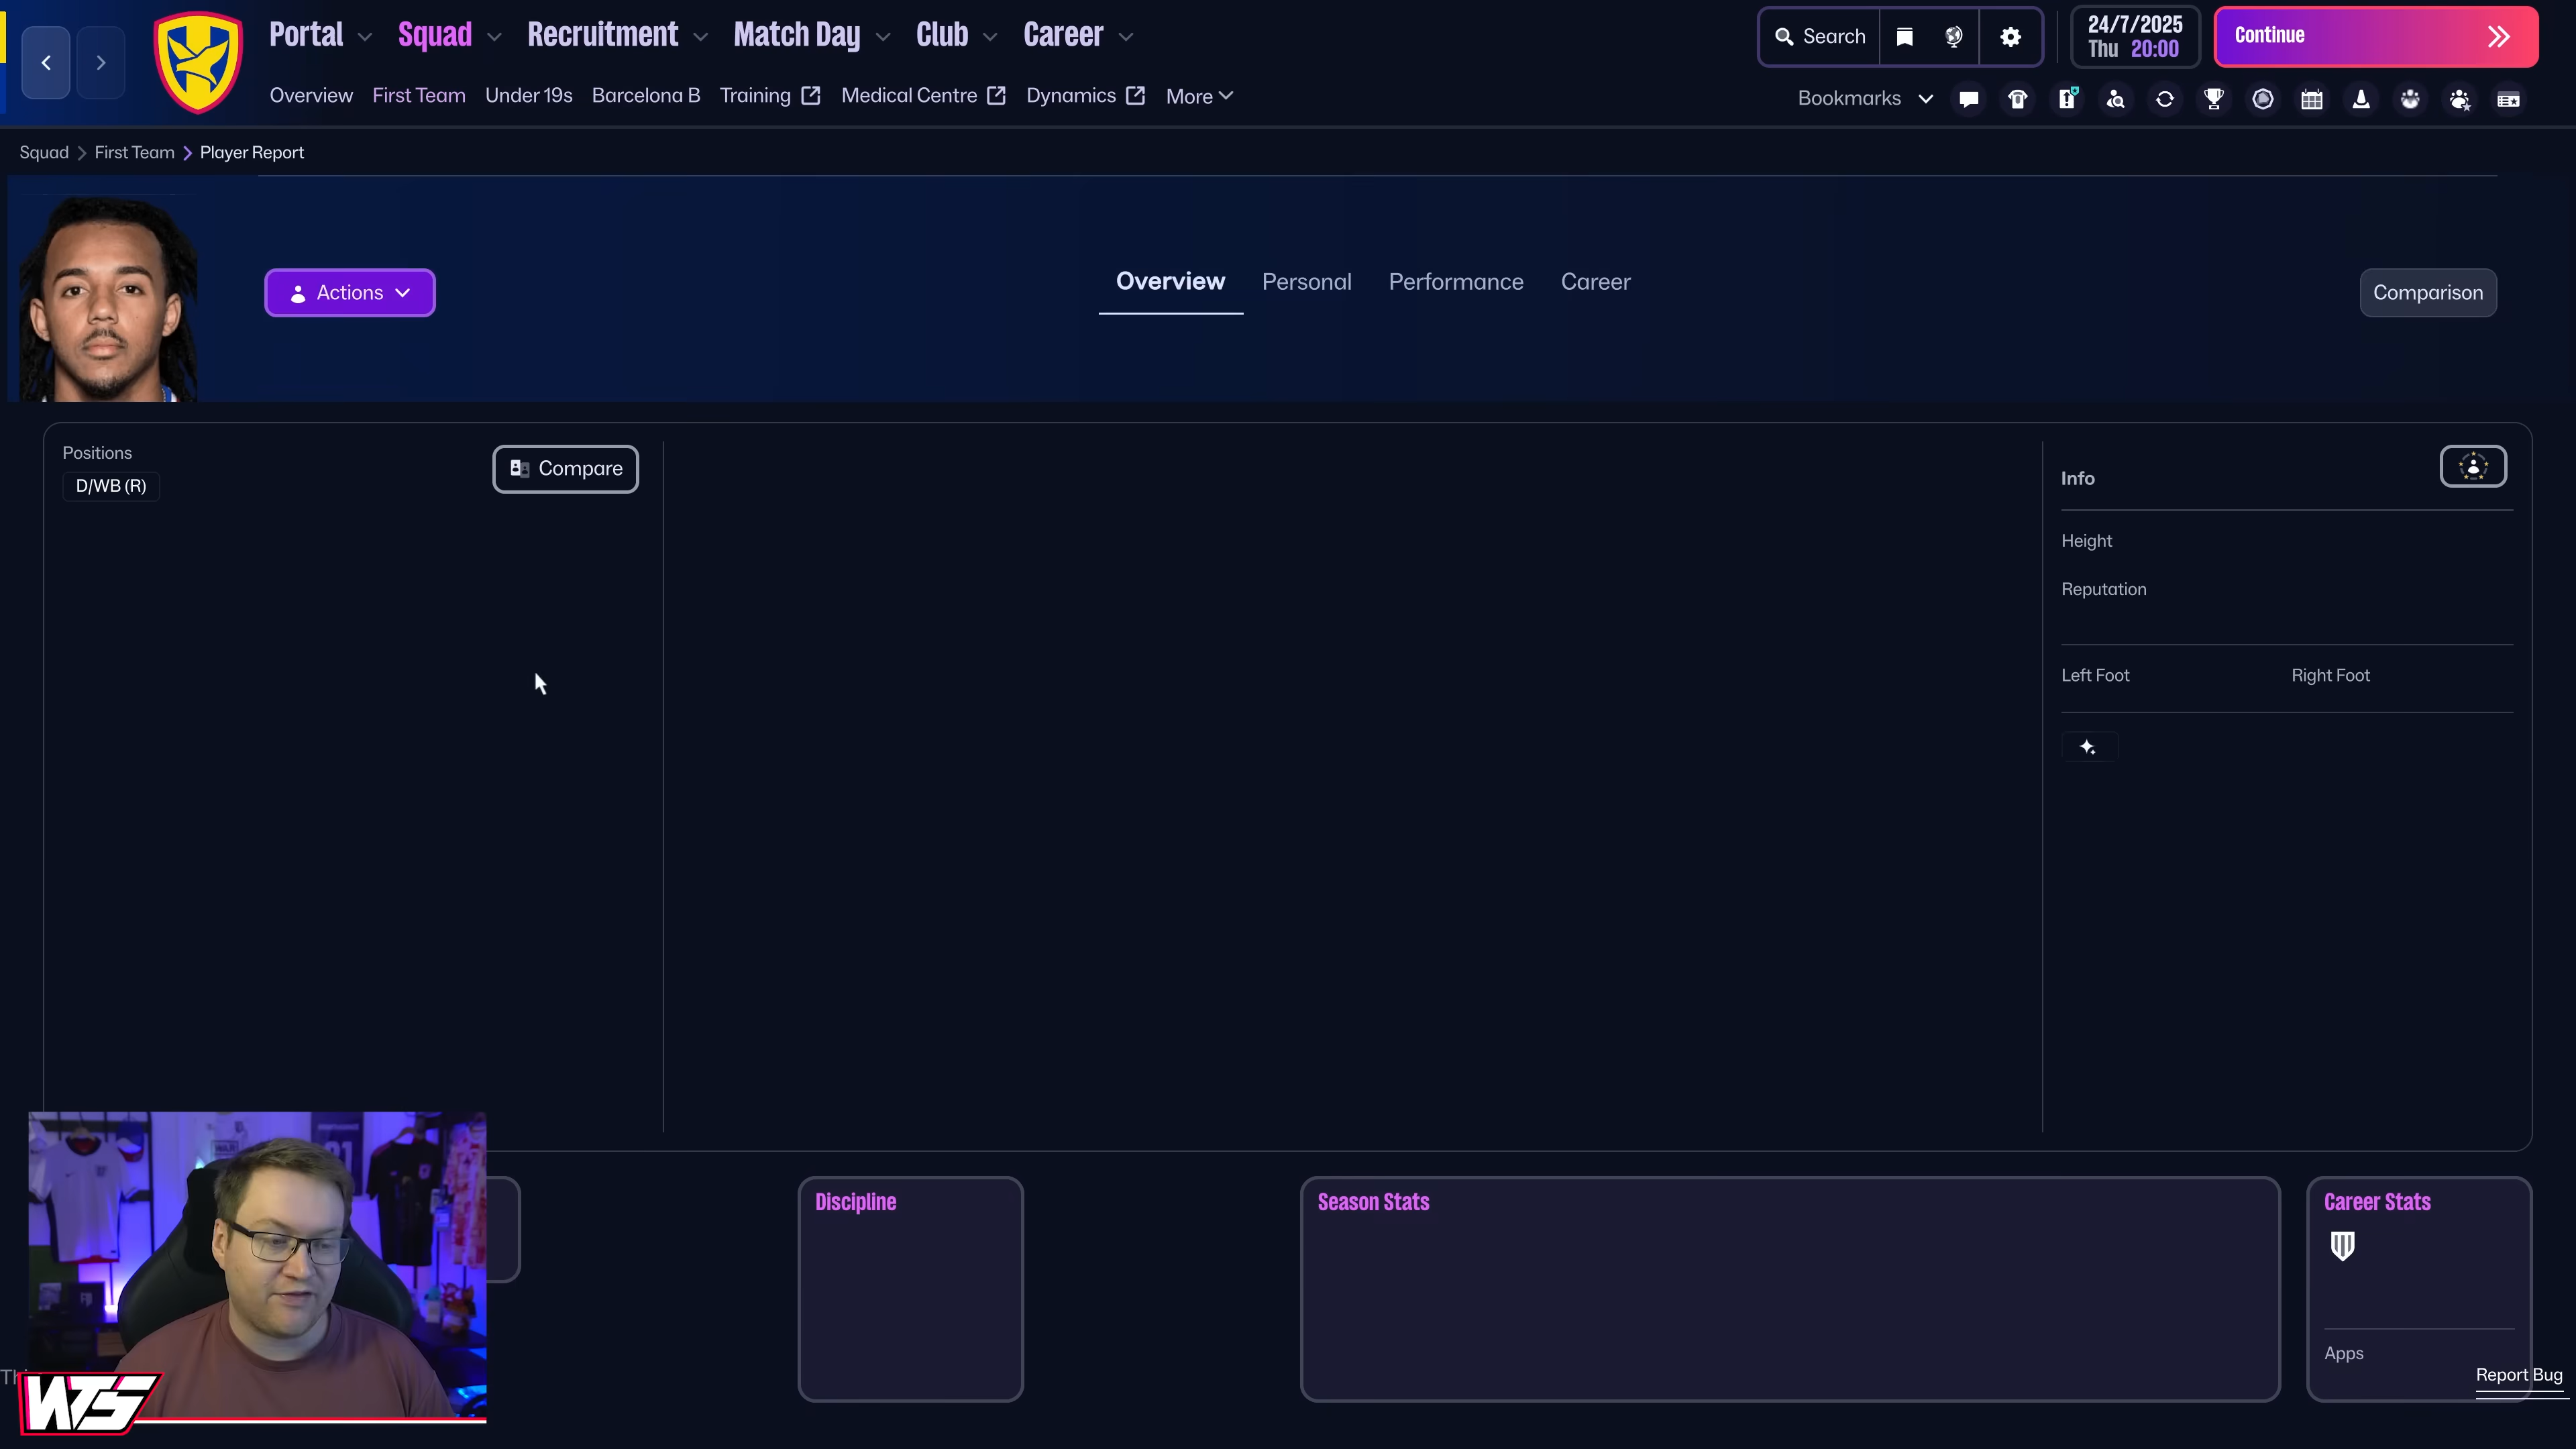 Portal
Squad
Recruitment
Match Day
Club
Career
Search
24/7/2025
Thu 20:00
Continue
Overview
First Team
Under 19s
Barcelona B
Training
Medical Centre
Dynamics
More
Bookmarks
Squad
First Team
Player Report
Actions
Overview
Personal
Performance
Career
Comparison
Positions
D/WB (R)
Compare
Info
Height
Reputation
Left Foot
Right Foot
Discipline
Season Stats
Career Stats
Apps
Report Bug
WTS